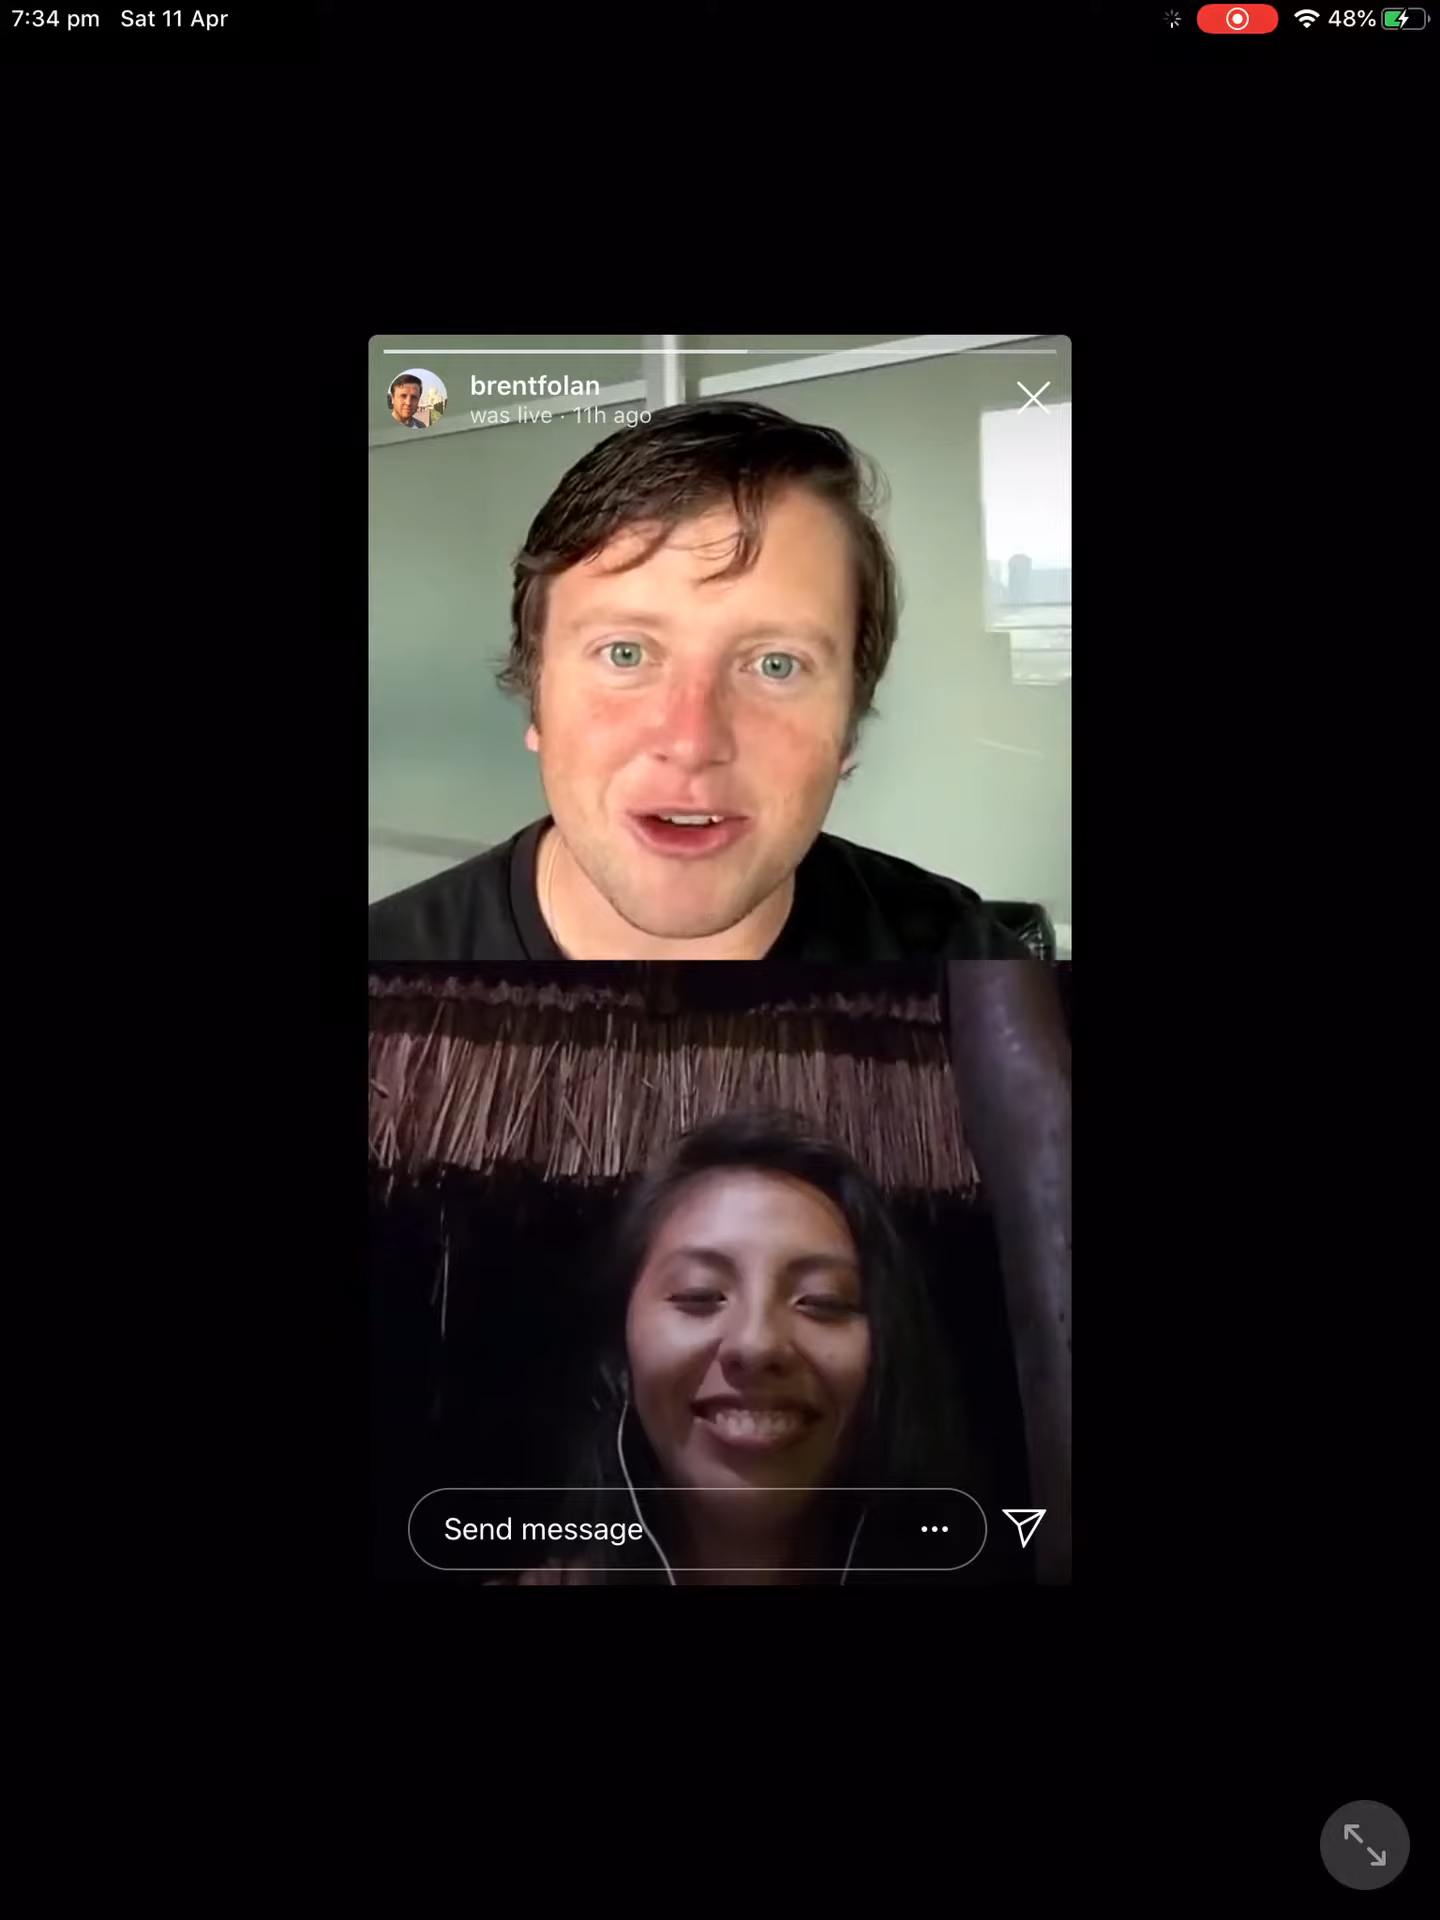 7:34 pm Sat 11 Apr
48%
brentfolan
was live · 11h ago
Send message